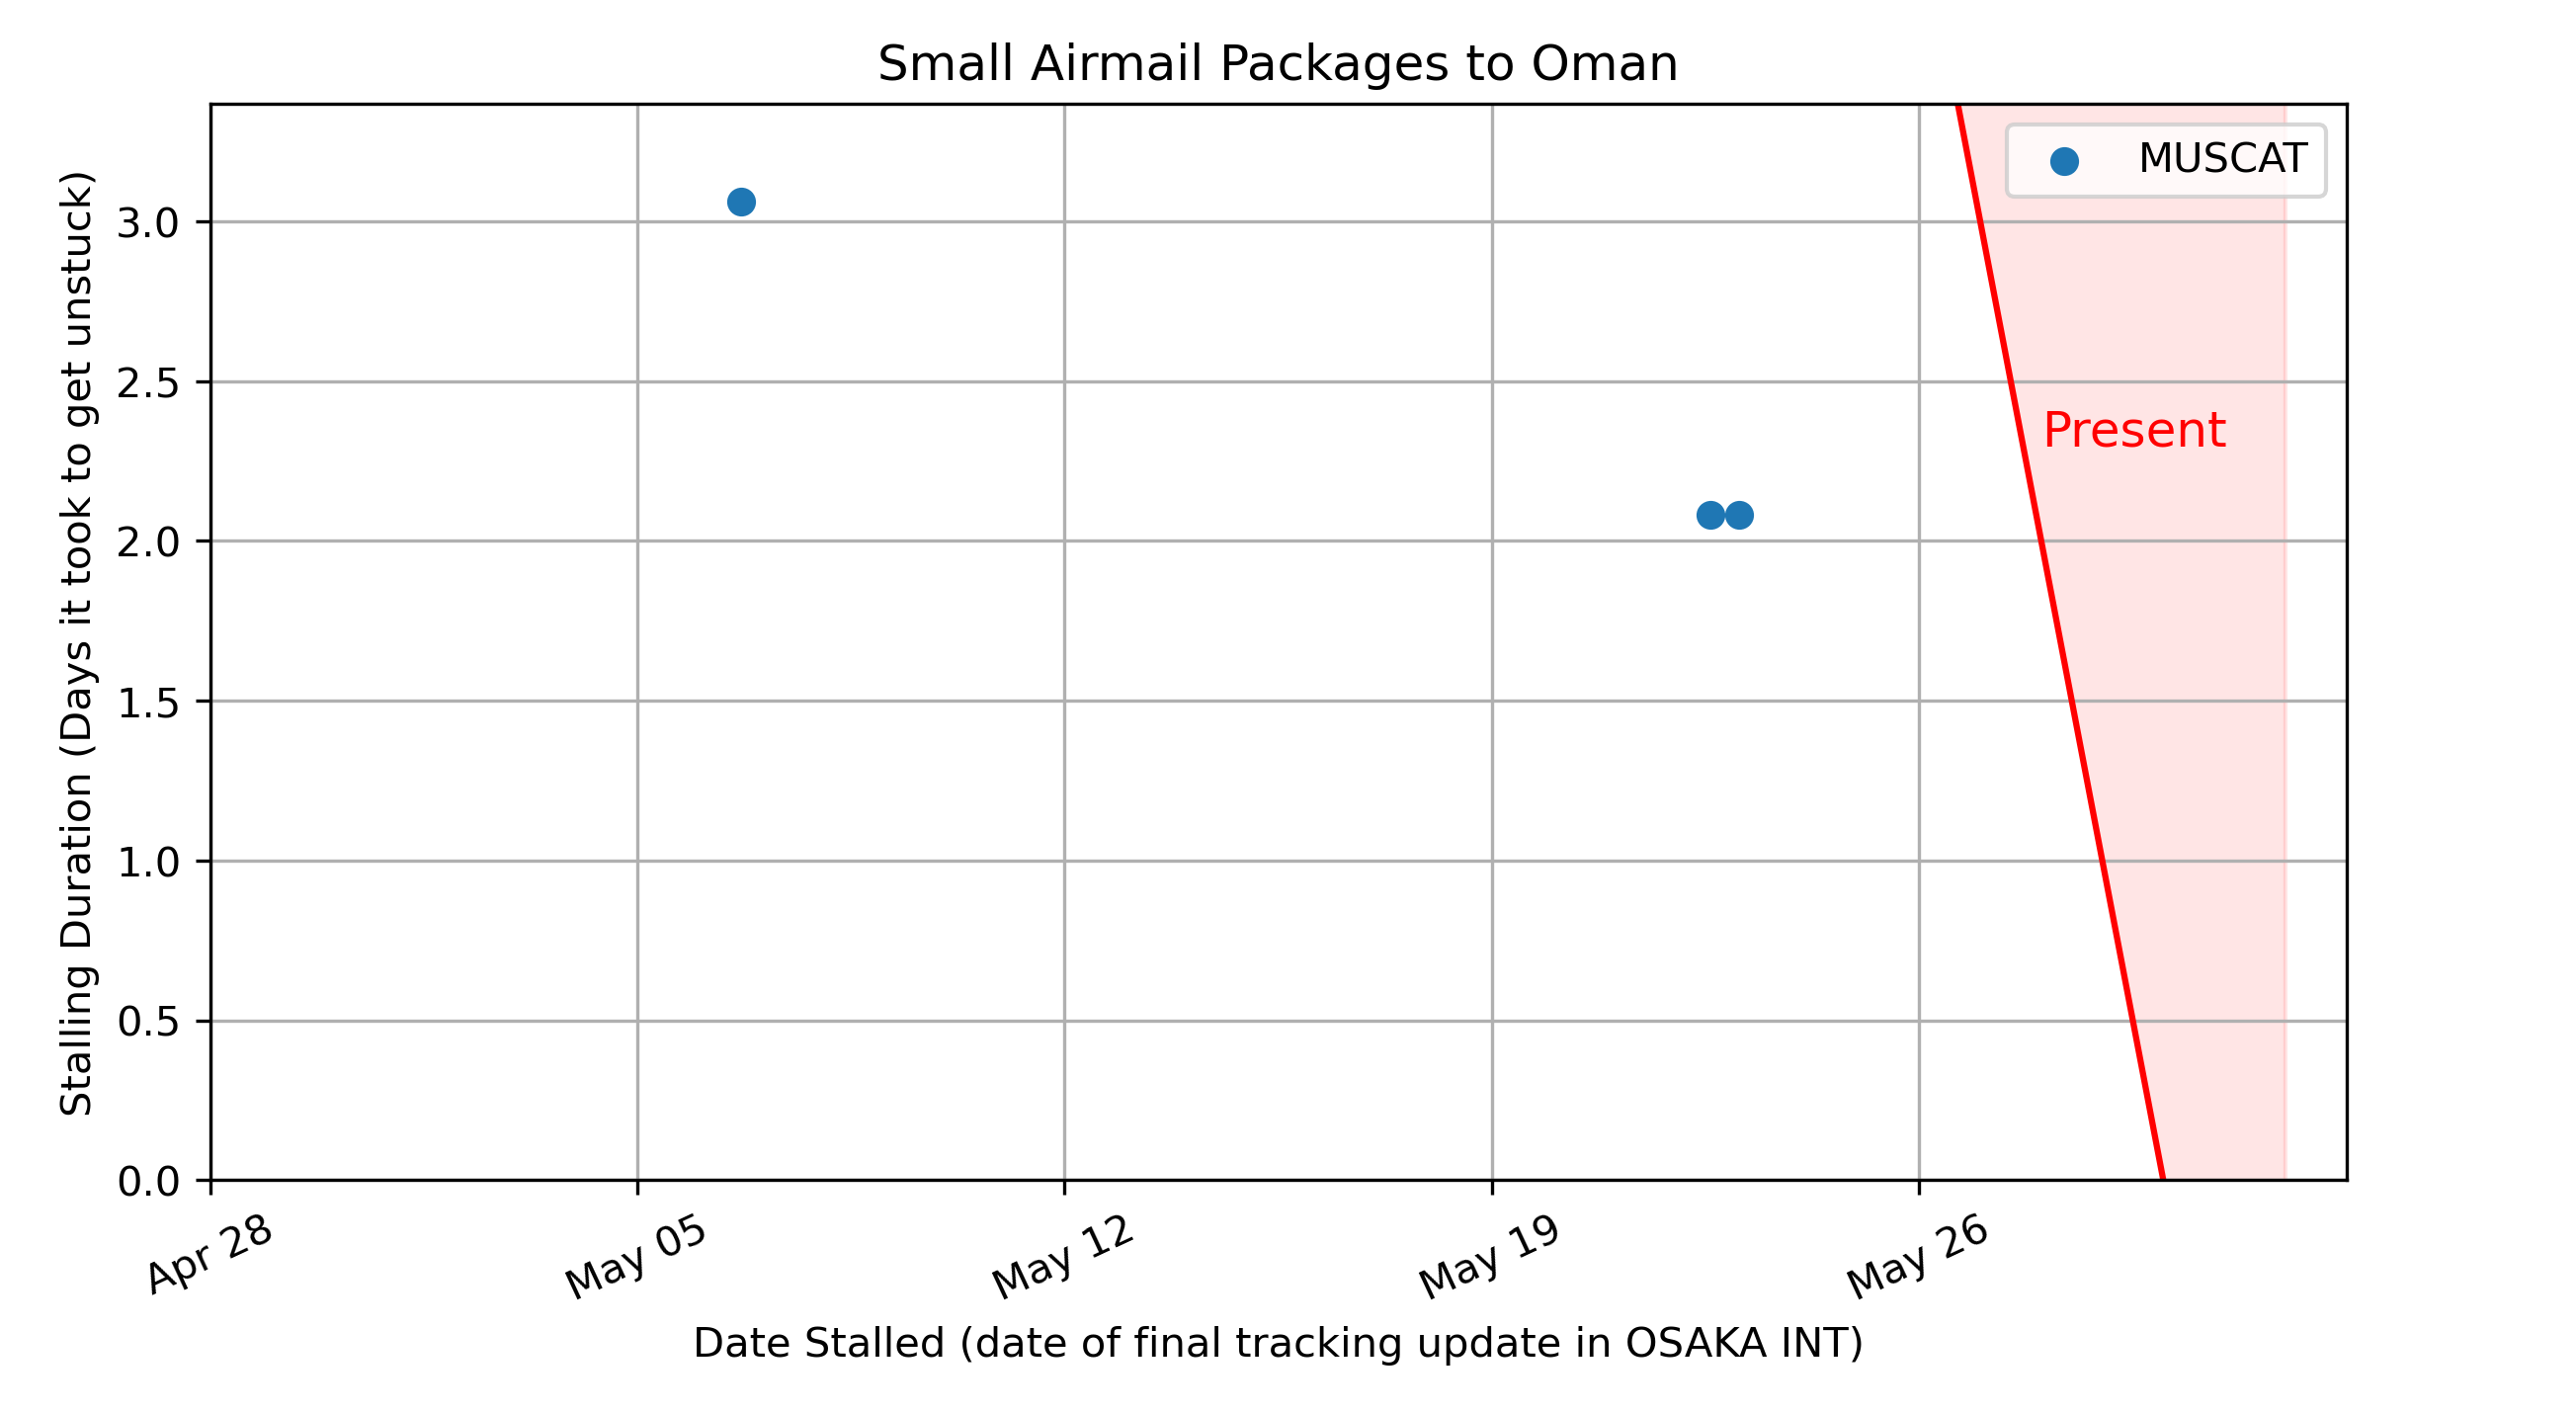 Small Airmail Packages to Oman
MUSCAT
Present
Stalling Duration (Days it took to get unstuck)
3.0
2.5
2.0
1.5
1.0
0.5
0.0
Apr 28
May 05
May 12
May 19
May 26
Date Stalled (date of final tracking update in OSAKA INT)